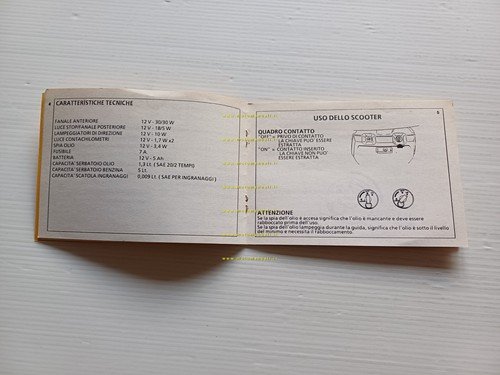 4 CARATTERISTICHE TECNICHE
FANALE ANTERIORE 12 V - 30/30 W
LUCE STOP/FANALE POSTERIORE 12 V - 18/5 W
LAMPEGGIATORI DI DIREZIONE 12 V - 10 W
LUCE CONTACHILOMETRI 12 V - 1,7 W x2
SPIA OLIO 12 V - 3,4 W
FUSIBILE 7 A.
BATTERIA 12 V - 5 Ah
CAPACITA' SERBATOIO OLIO 1,3 Lt. ( SAE 20/2 TEMPI)
CAPACITA' SERBATOIO BENZINA 5 Lt.
CAPACITA' SCATOLA INGRANAGGI 0,009 Lt. ( SAE PER INGRANAGGI )
5
USO DELLO SCOOTER
QUADRO CONTATTO
"OFF" = PRIVO DI CONTATTO
LA CHIAVE PUO' ESSERE
ESTRATTA
"ON" = CONTATTO INSERITO
LA CHIAVE NON PUO'
ESSERE ESTRATTA
ATTENZIONE
Se la spia dell'olio è accesa significa che l'olio è mancante e deve essere
rabboccato prima dell'uso.
Se la spia dell'olio lampeggia durante la guida, significa che l'olio è sotto il livello
del minimo e necessita il rabboccamento.